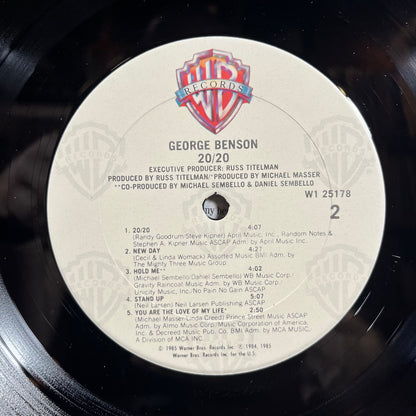 WB
RECORDS
GEORGE BENSON
20/20
EXECUTIVE PRODUCER: RUSS TITELMAN
PRODUCED BY RUSS TITELMAN/*PRODUCED BY MICHAEL MASSER
**CO-PRODUCED BY MICHAEL SEMBELLO & DANIEL SEMBELLO
W1 25178
2
1. 20/20 4:07
(Randy Goodrum/Steve Kipner) April Music, Inc., Random Notes &
Stephen A. Kipner Music ASCAP Adm. by April Music Inc.
2. NEW DAY 4:27
(Cecil & Linda Womack) Assorted Music BMI Adm. by
The Mighty Three Music Group
3. HOLD ME** 4:02
(Michael Sembello/Daniel Sembello) WB Music Corp./
Gravity Raincoat Music Adm. by WB Music Corp./
Unicity Music, Inc./No Pain No Gain ASCAP
4. STAND UP 5:07
(Neil Larsen) Neil Larsen Publishing ASCAP
5. YOU ARE THE LOVE OF MY LIFE* 2:50
(Michael Masser-Linda Creed) Prince Street Music ASCAP
Adm. by Almo Music Corp./Music Corporation of America,
Inc. & Decreed Music Pub. Co. BMI Adm. by MCA MUSIC,
A Division of MCA Inc.
© 1985 Warner Bros. Records Inc. ℗ 1984, 1985
Warner Bros. Records Inc. for the U.S.